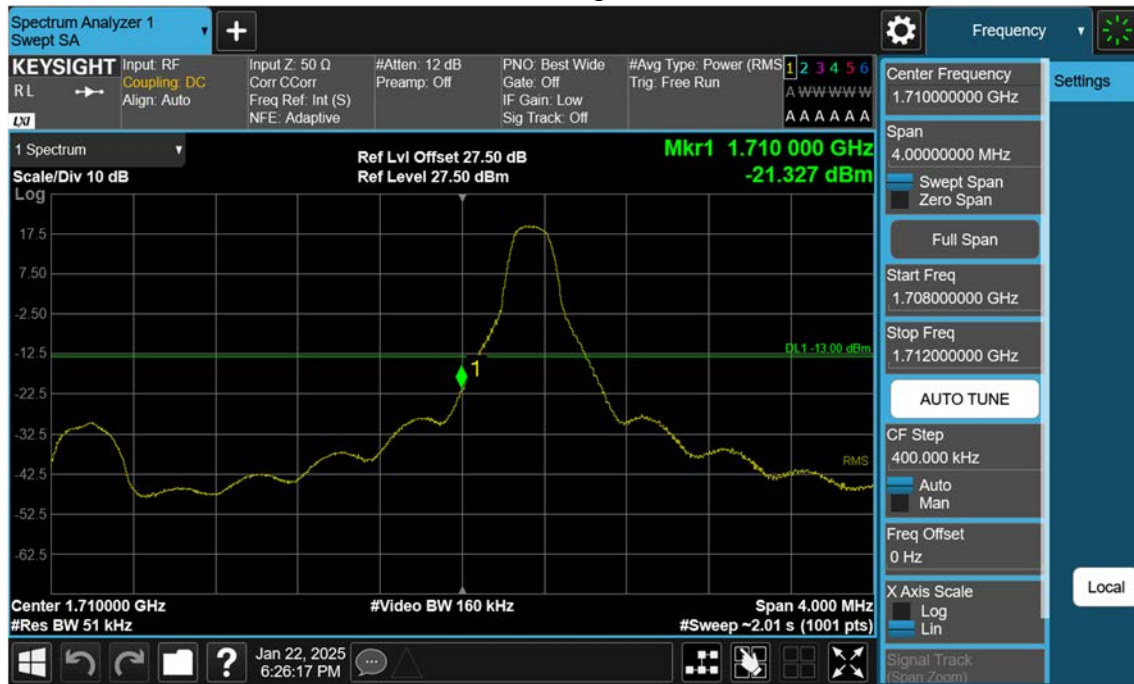 Spectrum Analyzer 1
Swept SA
+
Frequency
KEYSIGHT
R L
LXI
Input: RF
Coupling: DC
Align: Auto
Input Z: 50 Ω
Corr CCorr
Freq Ref: Int (S)
NFE: Adaptive
#Atten: 12 dB
Preamp: Off
PNO: Best Wide
Gate: Off
IF Gain: Low
Sig Track: Off
#Avg Type: Power (RMS
Trig: Free Run
1 2 3 4 5 6
A W W W W W
A A A A A A
1 Spectrum
Scale/Div 10 dB
Log
Ref Lvl Offset 27.50 dB
Ref Level 27.50 dBm
Mkr1 1.710 000 GHz
-21.327 dBm
17.5
7.50
-2.50
-12.5
-22.5
-32.5
-42.5
-52.5
-62.5
DL1 -13.00 dBm
1
RMS
Center 1.710000 GHz
#Video BW 160 kHz
Span 4.000 MHz
#Res BW 51 kHz
#Sweep ~2.01 s (1001 pts)
Center Frequency
1.710000000 GHz
Settings
Span
4.00000000 MHz
Swept Span
Zero Span
Full Span
Start Freq
1.708000000 GHz
Stop Freq
1.712000000 GHz
AUTO TUNE
CF Step
400.000 kHz
Auto
Man
Freq Offset
0 Hz
X Axis Scale
Log
Lin
Local
Signal Track
(Span Zoom)
?
Jan 22, 2025
6:26:17 PM